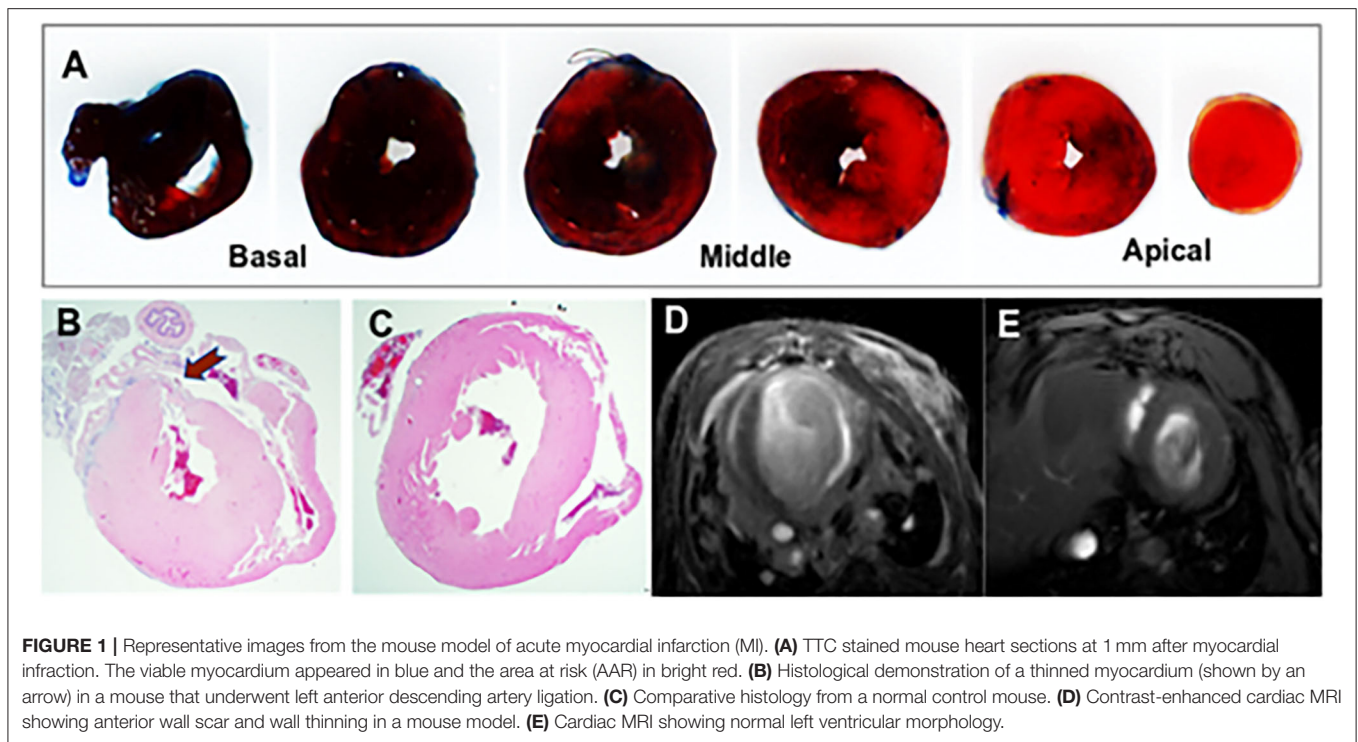 A
Basal
Middle
Apical
B
C
D
E
FIGURE 1 | Representative images from the mouse model of acute myocardial infarction (MI). (A) TTC stained mouse heart sections at 1 mm after myocardial
infraction. The viable myocardium appeared in blue and the area at risk (AAR) in bright red. (B) Histological demonstration of a thinned myocardium (shown by an
arrow) in a mouse that underwent left anterior descending artery ligation. (C) Comparative histology from a normal control mouse. (D) Contrast-enhanced cardiac MRI
showing anterior wall scar and wall thinning in a mouse model. (E) Cardiac MRI showing normal left ventricular morphology.